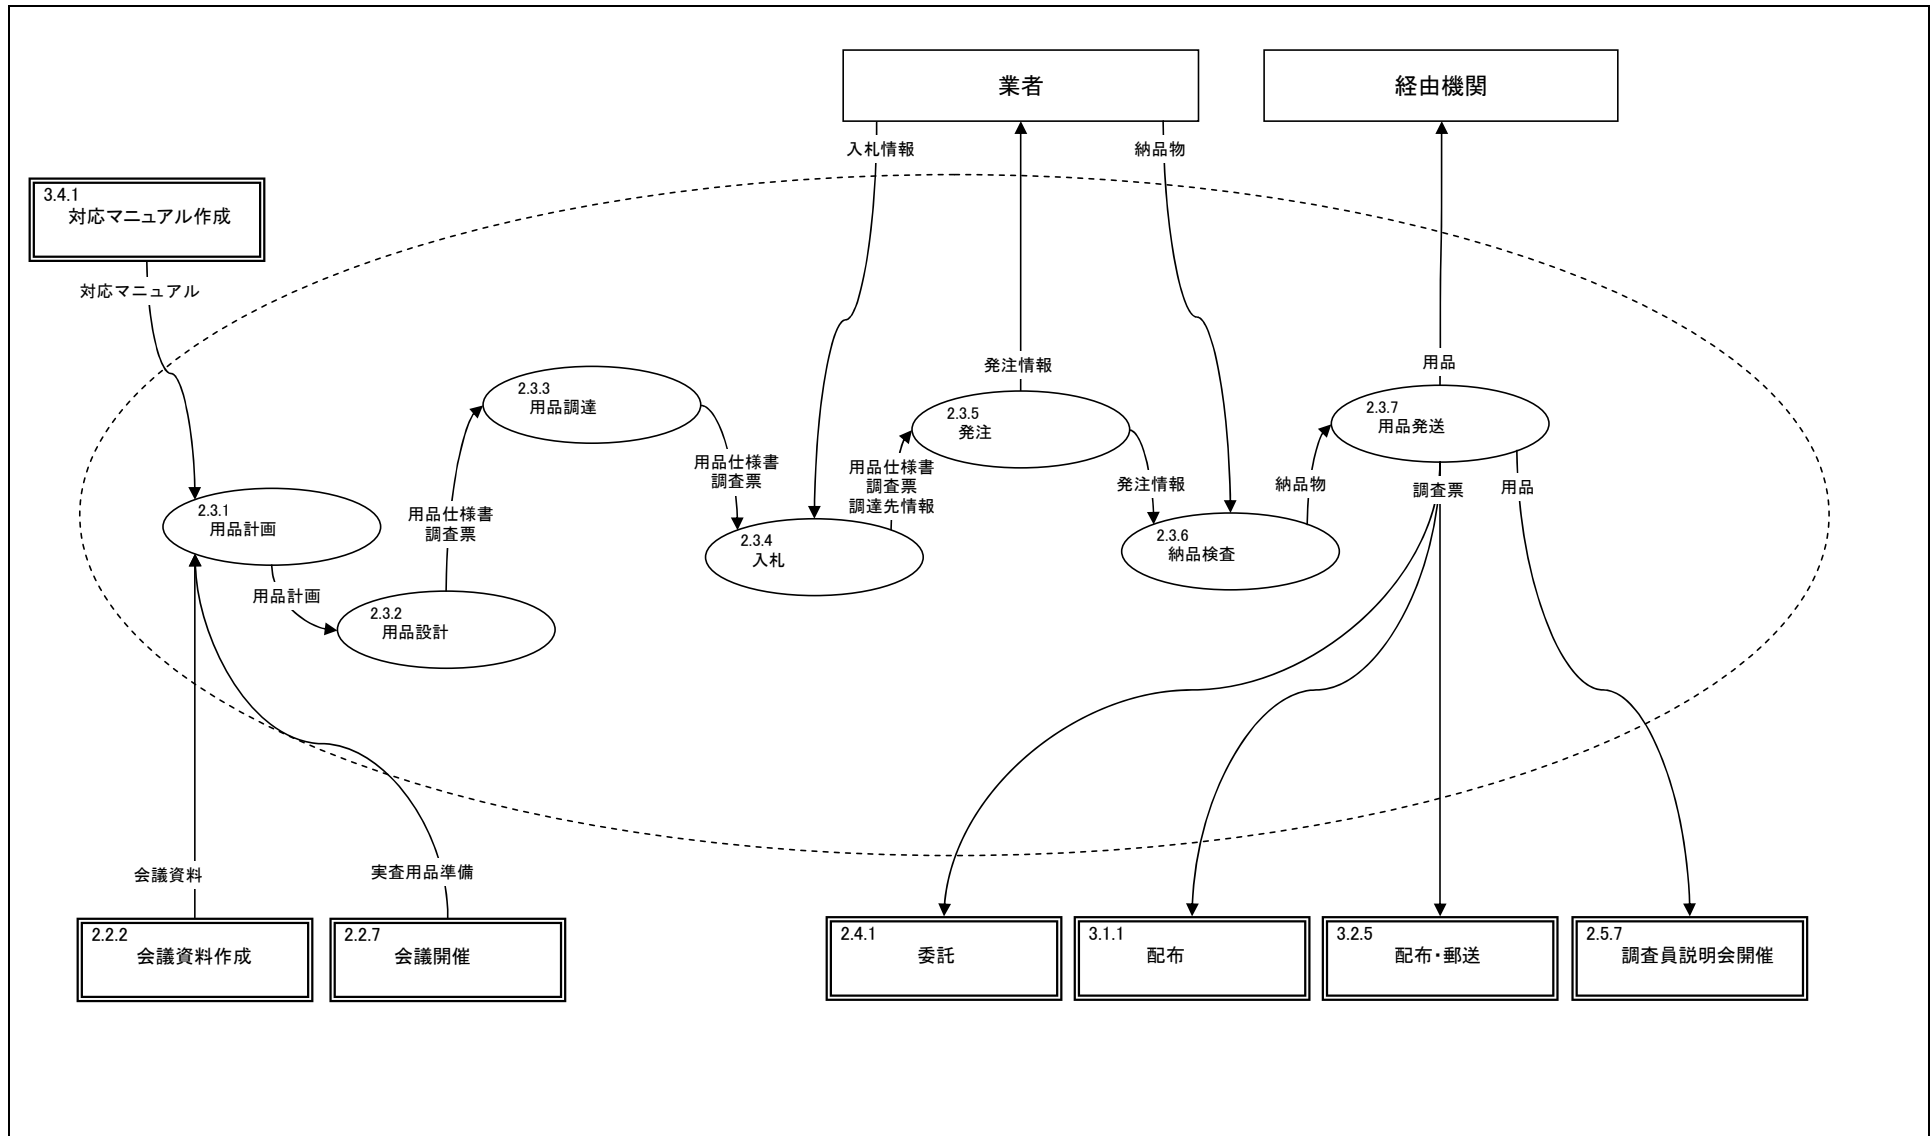 業者
経由機関
入札情報
納品物
3.4.1
対応マニュアル作成
対応マニュアル
発注情報
用品
2.3.3
用品調達
2.3.5
発注
2.3.7
用品発送
用品仕様書
調査票
用品仕様書
調査票
調達先情報
発注情報
納品物
調査票
用品
2.3.1
用品計画
用品仕様書
調査票
2.3.4
入札
2.3.6
納品検査
用品計画
2.3.2
用品設計
会議資料
実査用品準備
2.2.2
会議資料作成
2.2.7
会議開催
2.4.1
委託
3.1.1
配布
3.2.5
配布・郵送
2.5.7
調査員説明会開催